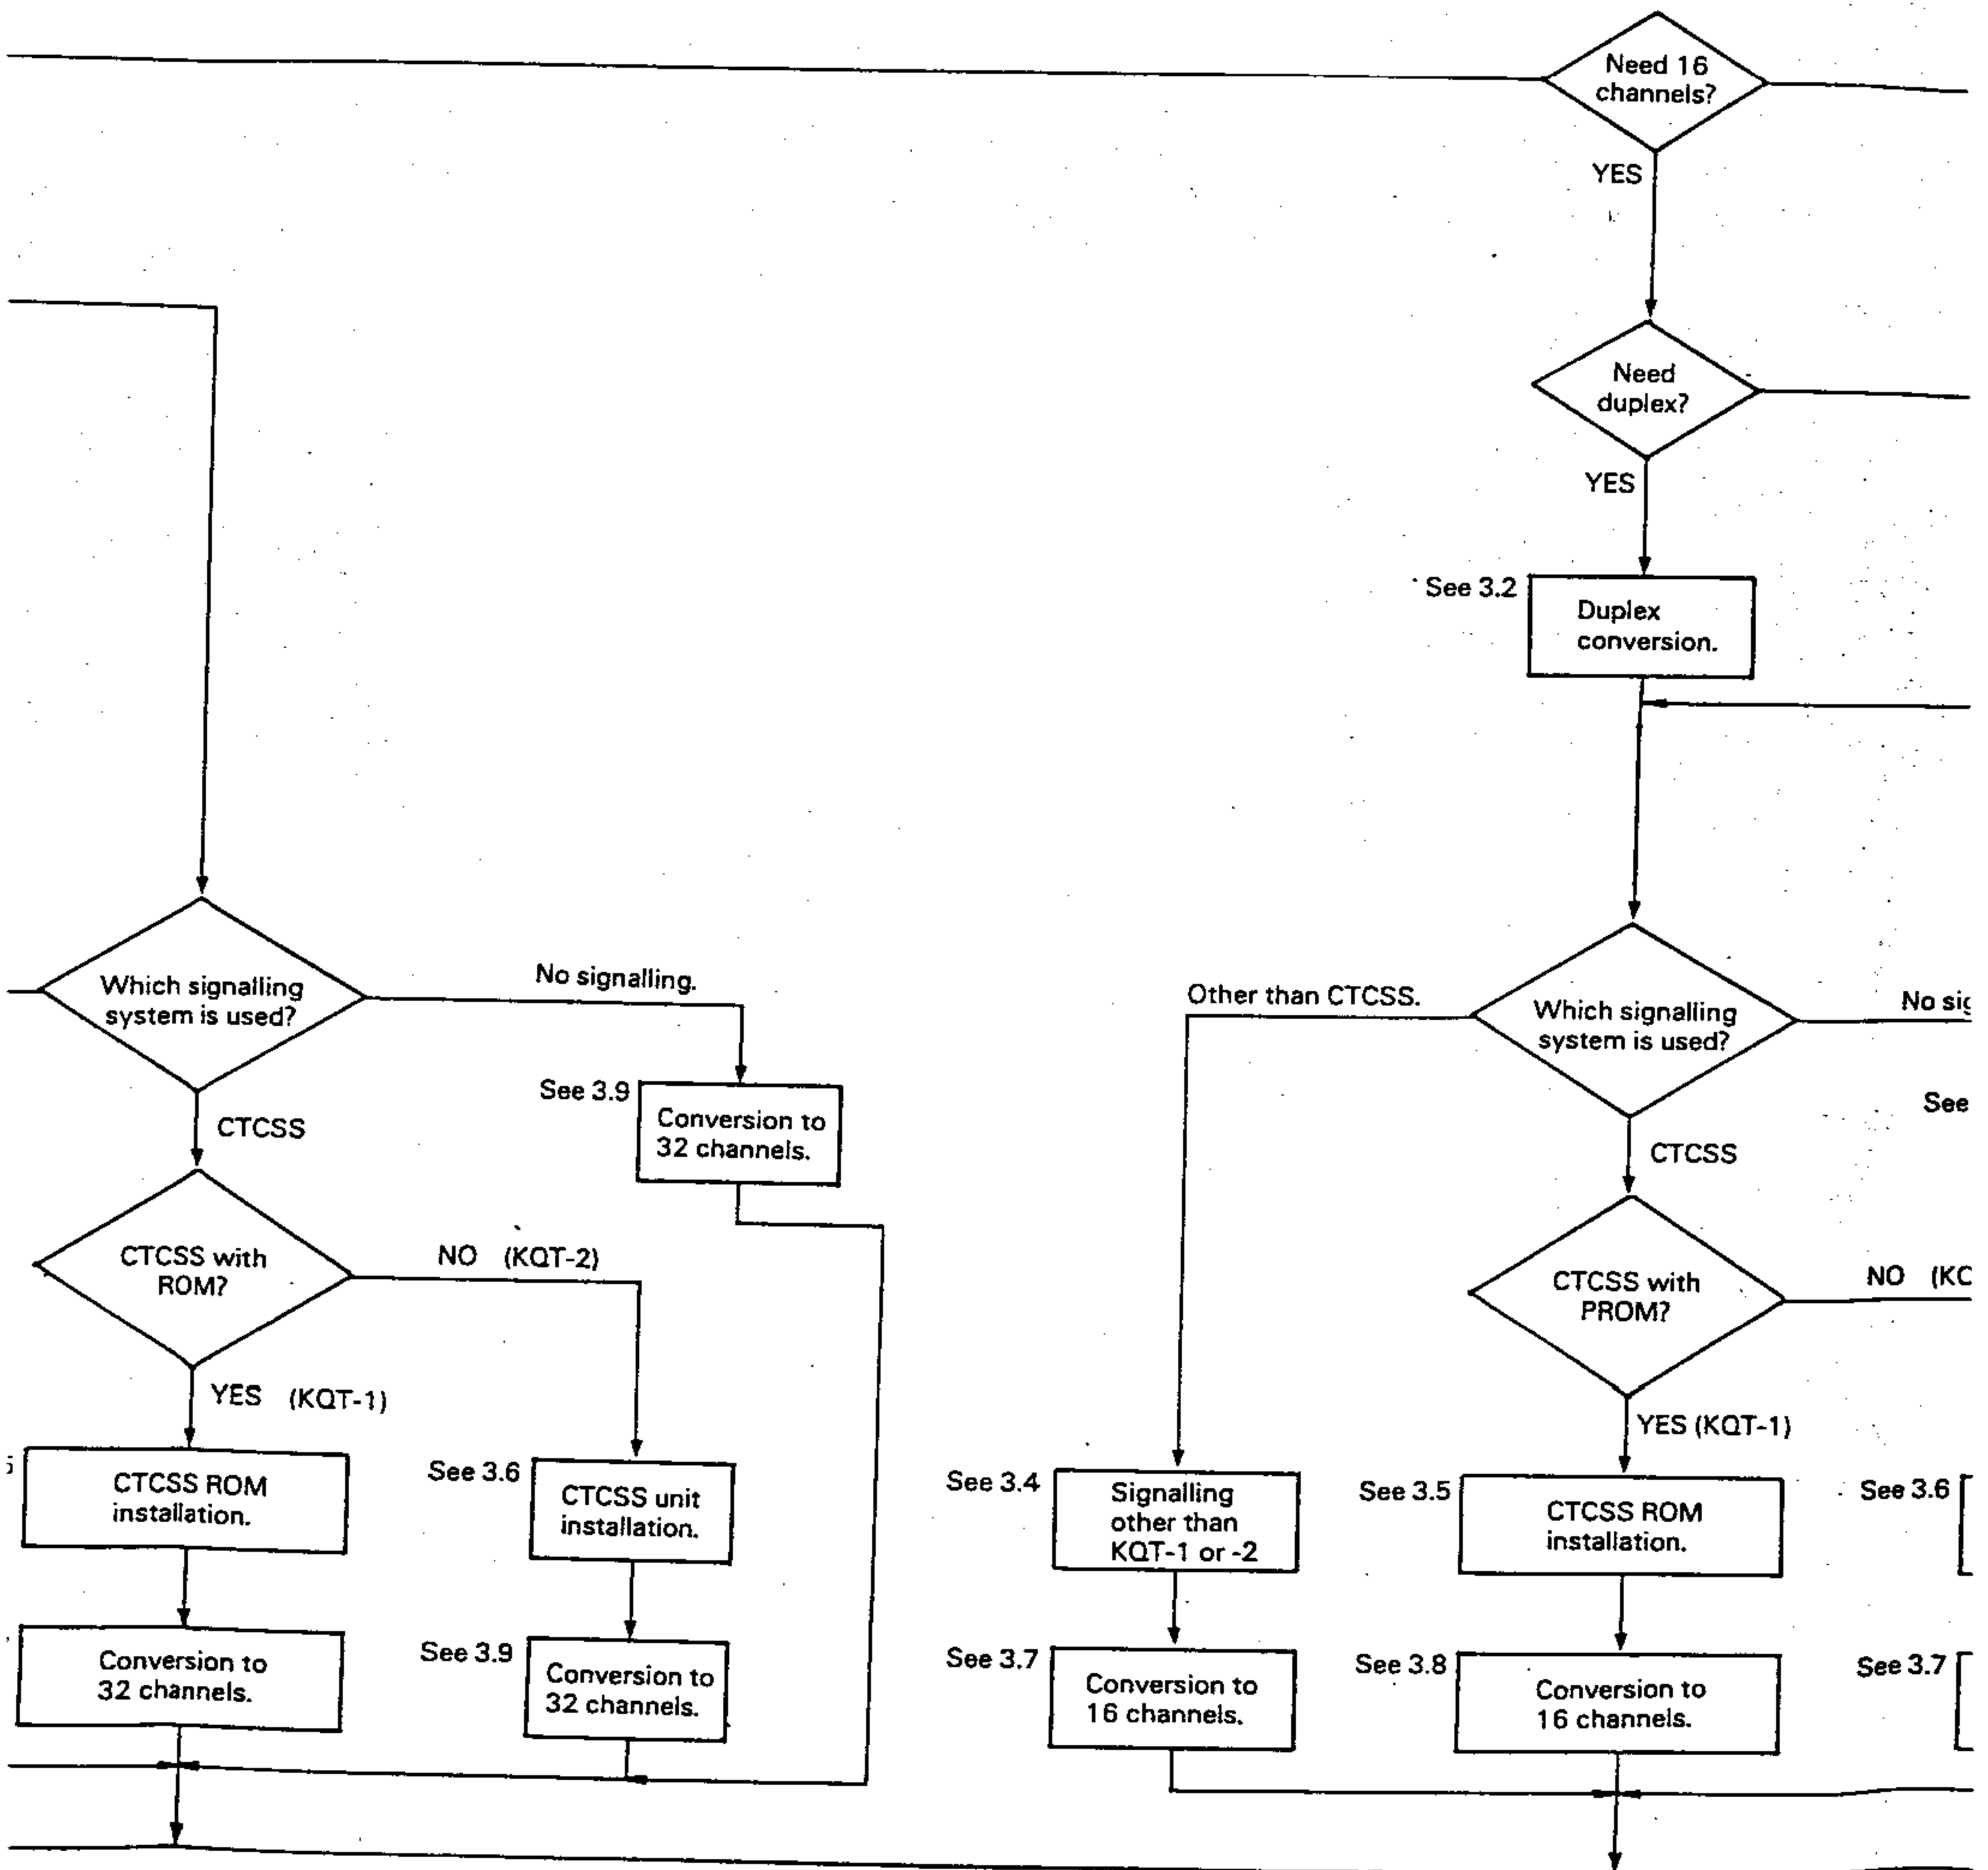 Need 16
channels?
YES
Need
duplex?
YES
See 3.2
Duplex
conversion.
Which signalling
system is used?
No signalling.
See 3.9
Conversion to
32 channels.
CTCSS
CTCSS with
ROM?
NO (KQT-2)
YES (KQT-1)
CTCSS ROM
installation.
See 3.6
CTCSS unit
installation.
Conversion to
32 channels.
See 3.9
Conversion to
32 channels.
Other than CTCSS.
Which signalling
system is used?
No
See
CTCSS
CTCSS with
PROM?
NO
YES (KQT-1)
See 3.4
Signalling
other than
KQT-1 or -2
See 3.5
CTCSS ROM
installation.
See 3.6
See 3.7
Conversion to
16 channels.
See 3.8
Conversion to
16 channels.
See 3.7